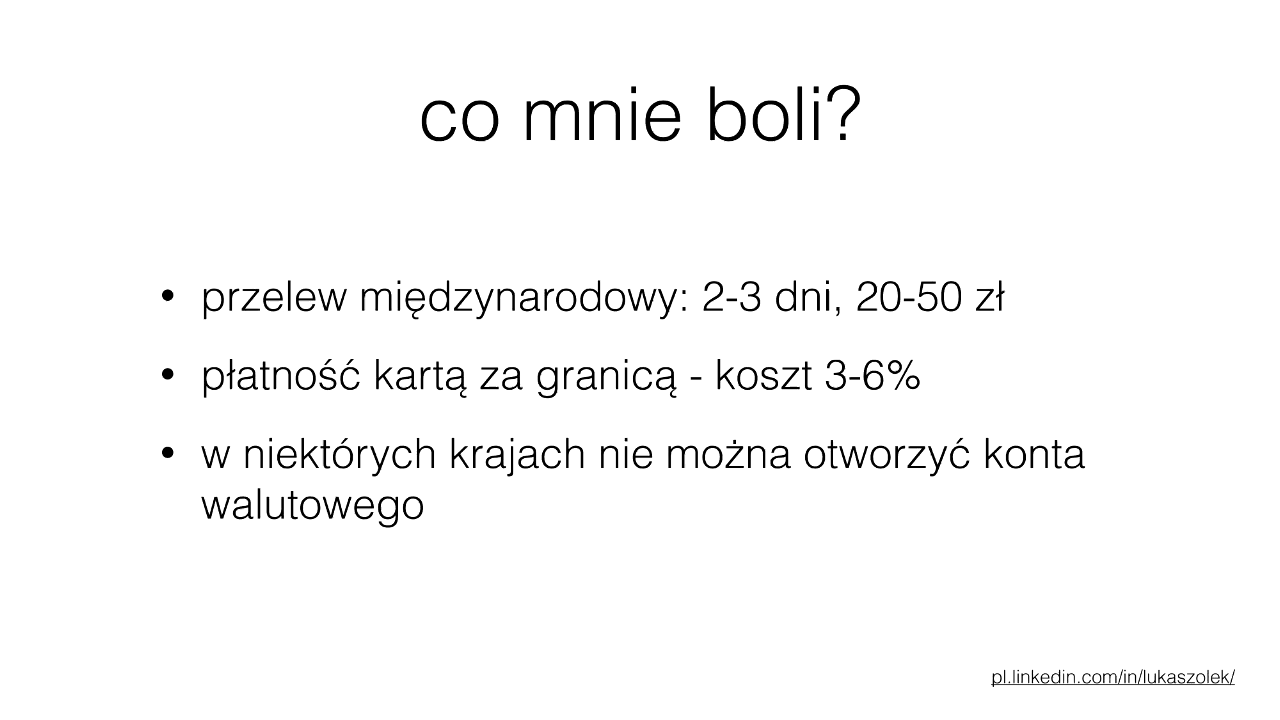 co mnie boli?
• przelew międzynarodowy: 2-3 dni, 20-50 zł
• płatność kartą za granicą - koszt 3-6%
• w niektórych krajach nie można otworzyć konta
walutowego
pl.linkedin.com/in/lukaszolek/